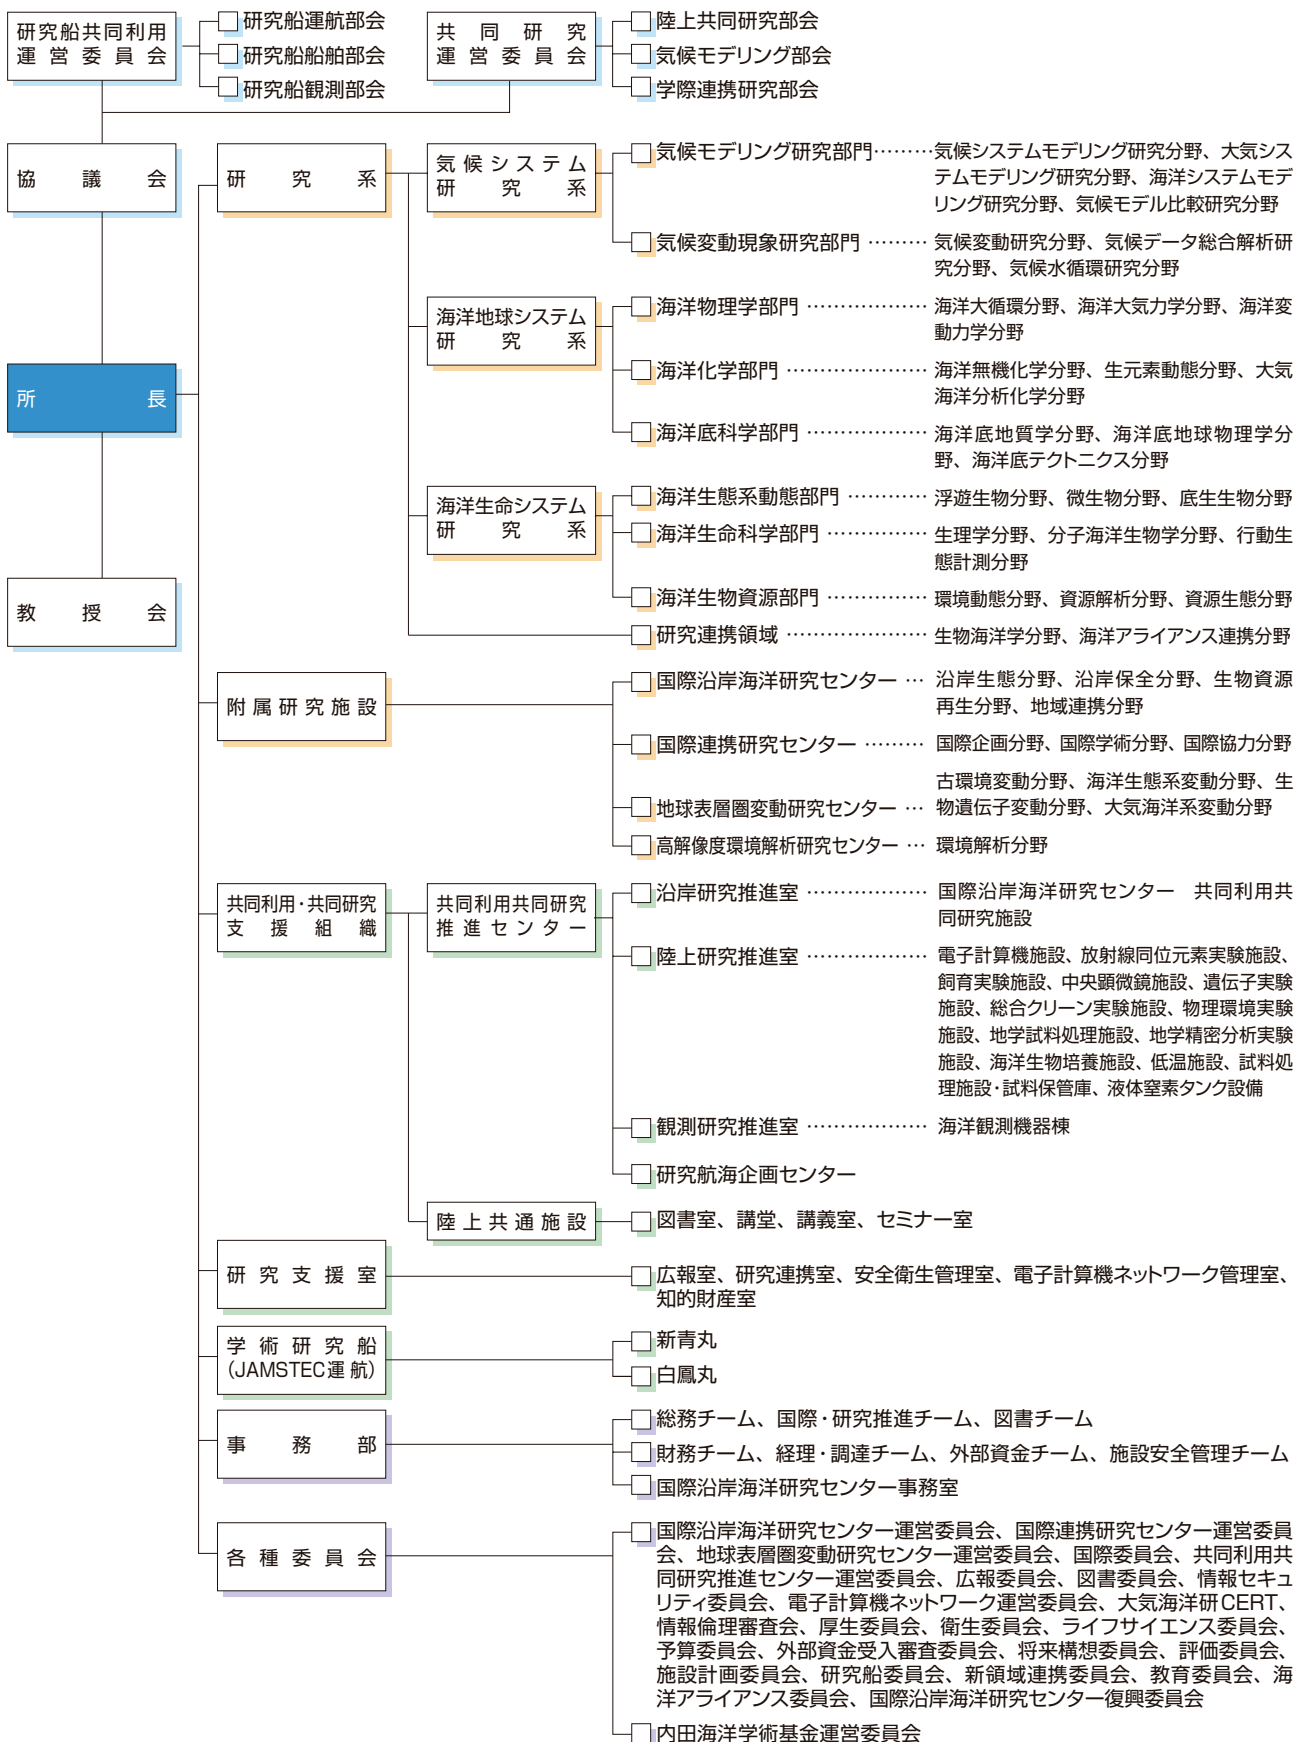 研究船共同利用
運営委員会
研究船運航部会
研究船船舶部会
研究船観測部会
共同研究
運営委員会
陸上共同研究部会
気候モデリング部会
学際連携研究部会
協議会
所長
教授会
研究系
気候システム
研究系
気候モデリング研究部門………気候システムモデリング研究分野、大気シス
テムモデリング研究分野、海洋システムモデ
リング研究分野、気候モデル比較研究分野
気候変動現象研究部門 ………気候変動研究分野、気候データ総合解析研
究分野、気候水循環研究分野
海洋地球システム
研究系
海洋物理学部門 ………………海洋大循環分野、海洋大気力学分野、海洋変
動力学分野
海洋化学部門 …………………海洋無機化学分野、生元素動態分野、大気
海洋分析化学分野
海洋底科学部門 ………………海洋底地質学分野、海洋底地球物理学分
野、海洋底テクトニクス分野
海洋生命システム
研究系
海洋生態系動態部門 …………浮遊生物分野、微生物分野、底生生物分野
海洋生命科学部門 ……………生理学分野、分子海洋生物学分野、行動生
態計測分野
海洋生物資源部門 ……………環境動態分野、資源解析分野、資源生態分野
研究連携領域 …………………生物海洋学分野、海洋アライアンス連携分野
附属研究施設
国際沿岸海洋研究センター … 沿岸生態分野、沿岸保全分野、生物資源
再生分野、地域連携分野
国際連携研究センター ……… 国際企画分野、国際学術分野、国際協力分野
古環境変動分野、海洋生態系変動分野、生
地球表層圏変動研究センター … 物遺伝子変動分野、大気海洋系変動分野
高解像度環境解析研究センター … 環境解析分野
共同利用・共同研究
支援組織
共同利用共同研究
推進センター
沿岸研究推進室 ……………… 国際沿岸海洋研究センター　共同利用共
同研究施設
陸上研究推進室 ……………… 電子計算機施設、放射線同位元素実験施設、
飼育実験施設、中央顕微鏡施設、遺伝子実験
施設、総合クリーン実験施設、物理環境実験
施設、地学試料処理施設、地学精密分析実験
施設、海洋生物培養施設、低温施設、試料処
理施設・試料保管庫、液体窒素タンク設備
観測研究推進室 ……………… 海洋観測機器棟
研究航海企画センター
陸上共通施設
図書室、講堂、講義室、セミナー室
研究支援室
広報室、研究連携室、安全衛生管理室、電子計算機ネットワーク管理室、
知的財産室
学術研究船
(JAMSTEC運航)
新青丸
白鳳丸
事務部
総務チーム、国際・研究推進チーム、図書チーム
財務チーム、経理・調達チーム、外部資金チーム、施設安全管理チーム
国際沿岸海洋研究センター事務室
各種委員会
国際沿岸海洋研究センター運営委員会、国際連携研究センター運営委員
会、地球表層圏変動研究センター運営委員会、国際委員会、共同利用共
同研究推進センター運営委員会、広報委員会、図書委員会、情報セキュ
リティ委員会、電子計算機ネットワーク運営委員会、大気海洋研CERT、
情報倫理審査会、厚生委員会、衛生委員会、ライフサイエンス委員会、
予算委員会、外部資金受入審査委員会、将来構想委員会、評価委員会、
施設計画委員会、研究船委員会、新領域連携委員会、教育委員会、海
洋アライアンス委員会、国際沿岸海洋研究センター復興委員会
内田海洋学術基金運営委員会